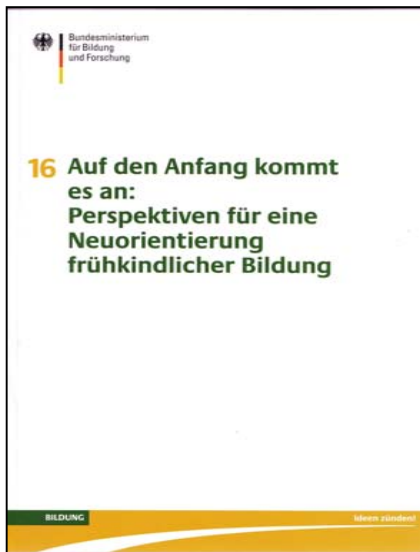 Bundesministerium
für Bildung
und Forschung
16 Auf den Anfang kommt
es an:
Perspektiven für eine
Neuorientierung
frühkindlicher Bildung
BILDUNG
Ideen zünden!